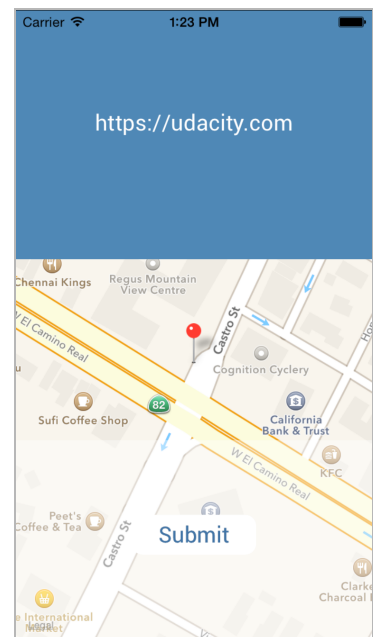 Carrier
1:23 PM
https://udacity.com
Chennai Kings
Regus Mountain
View Centre
W El Camino Real
Castro St
Cognition Cyclery
Sufi Coffee Shop
82
California
Bank & Trust
W El Camino Real
KFC
Peet's
Coffee & Tea
Castro St
Submit
Clarke
Charcoal
International
Market
Legal